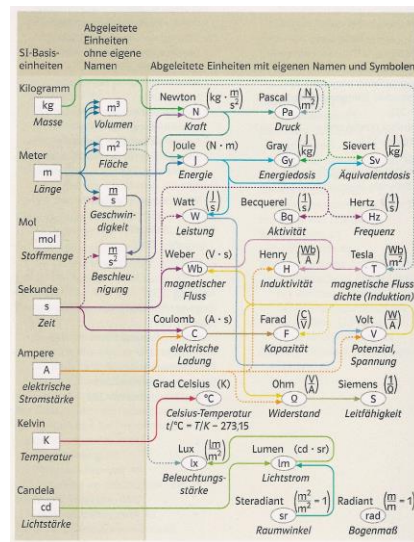 SI-Basis-
einheiten
Abgeleitete
Einheiten
ohne eigene
Namen
Abgeleitete Einheiten mit eigenen Namen und Symbolen
Kilogramm
kg
Masse
Meter
m
Länge
Mol
mol
Stoffmenge
Sekunde
s
Zeit
Ampere
A
elektrische
Stromstärke
Kelvin
K
Temperatur
Candela
cd
Lichtstärke
m³
Volumen
m²
Fläche
m/s
Geschwin-
digkeit
m/s²
Beschleu-
nigung
Newton (kg · m/s²)
N
Kraft
Pascal (N/m²)
Pa
Druck
Joule (N · m)
J
Energie
Gray (J/kg)
Gy
Energiedosis
Sievert (J/kg)
Sv
Äquivalentdosis
Watt (J/s)
W
Leistung
Becquerel (1/s)
Bq
Aktivität
Hertz (1/s)
Hz
Frequenz
Weber (V · s)
Wb
magnetischer
Fluss
Henry (Wb/A)
H
Induktivität
Tesla (Wb/m²)
T
magnetische Fluss
dichte (Induktion)
Coulomb (A · s)
C
elektrische
Ladung
Farad (C/V)
F
Kapazität
Volt (W/A)
V
Potenzial,
Spannung
Grad Celsius (K)
°C
Celsius-Temperatur
t/°C = T/K − 273,15
Ohm (V/A)
Ω
Widerstand
Siemens (1/Ω)
S
Leitfähigkeit
Lux (lm/m²)
lx
Beleuchtungs-
stärke
Lumen (cd · sr)
lm
Lichtstrom
Steradiant (m²/m² = 1)
sr
Raumwinkel
Radiant (m/m = 1)
rad
Bogenmaß